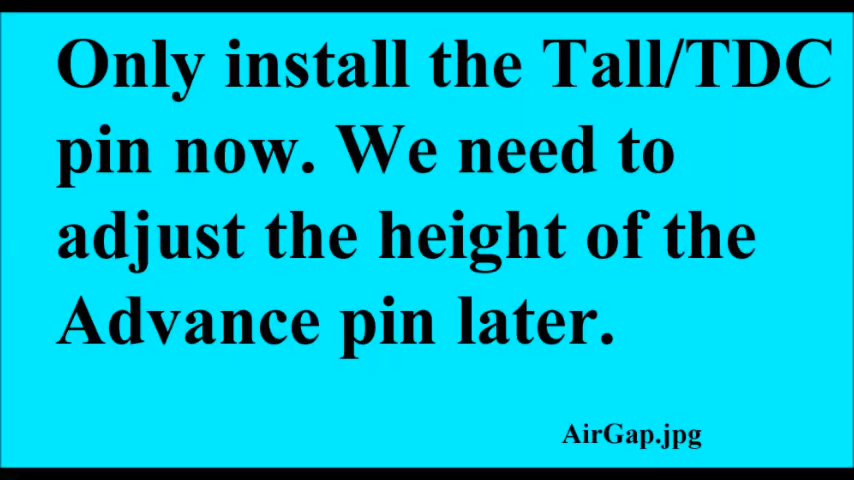 Only install the Tall/TDC
pin now. We need to
adjust the height of the
Advance pin later.
AirGap.jpg